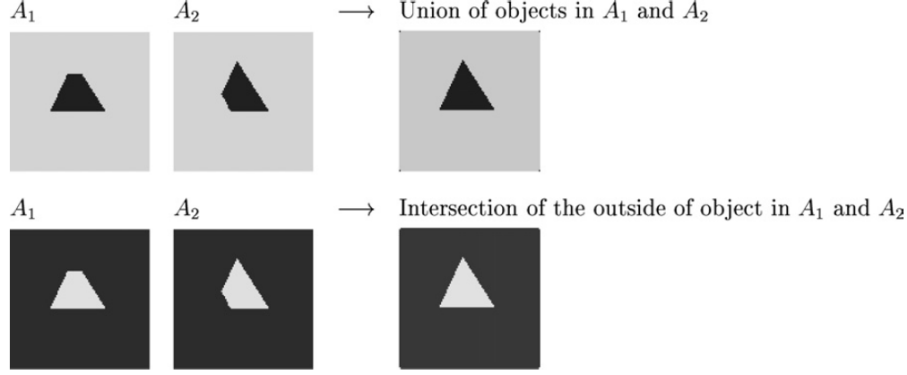 A₁ A₂ ⟶ Union of objects in A₁ and A₂
A₁ A₂ ⟶ Intersection of the outside of object in A₁ and A₂